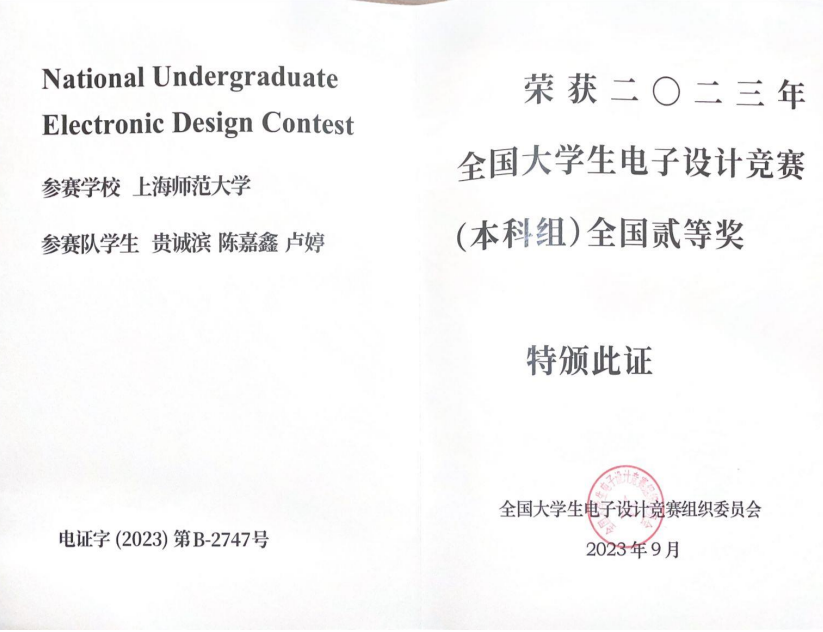 National Undergraduate
Electronic Design Contest
参赛学校 上海师范大学
参赛队学生 贵诚滨 陈嘉鑫 卢婷
电证字 (2023) 第B-2747号
荣获二〇二三年
全国大学生电子设计竞赛
(本科组)全国贰等奖
特颁此证
全国大学生电子设计竞赛组织委员会
2023年9月